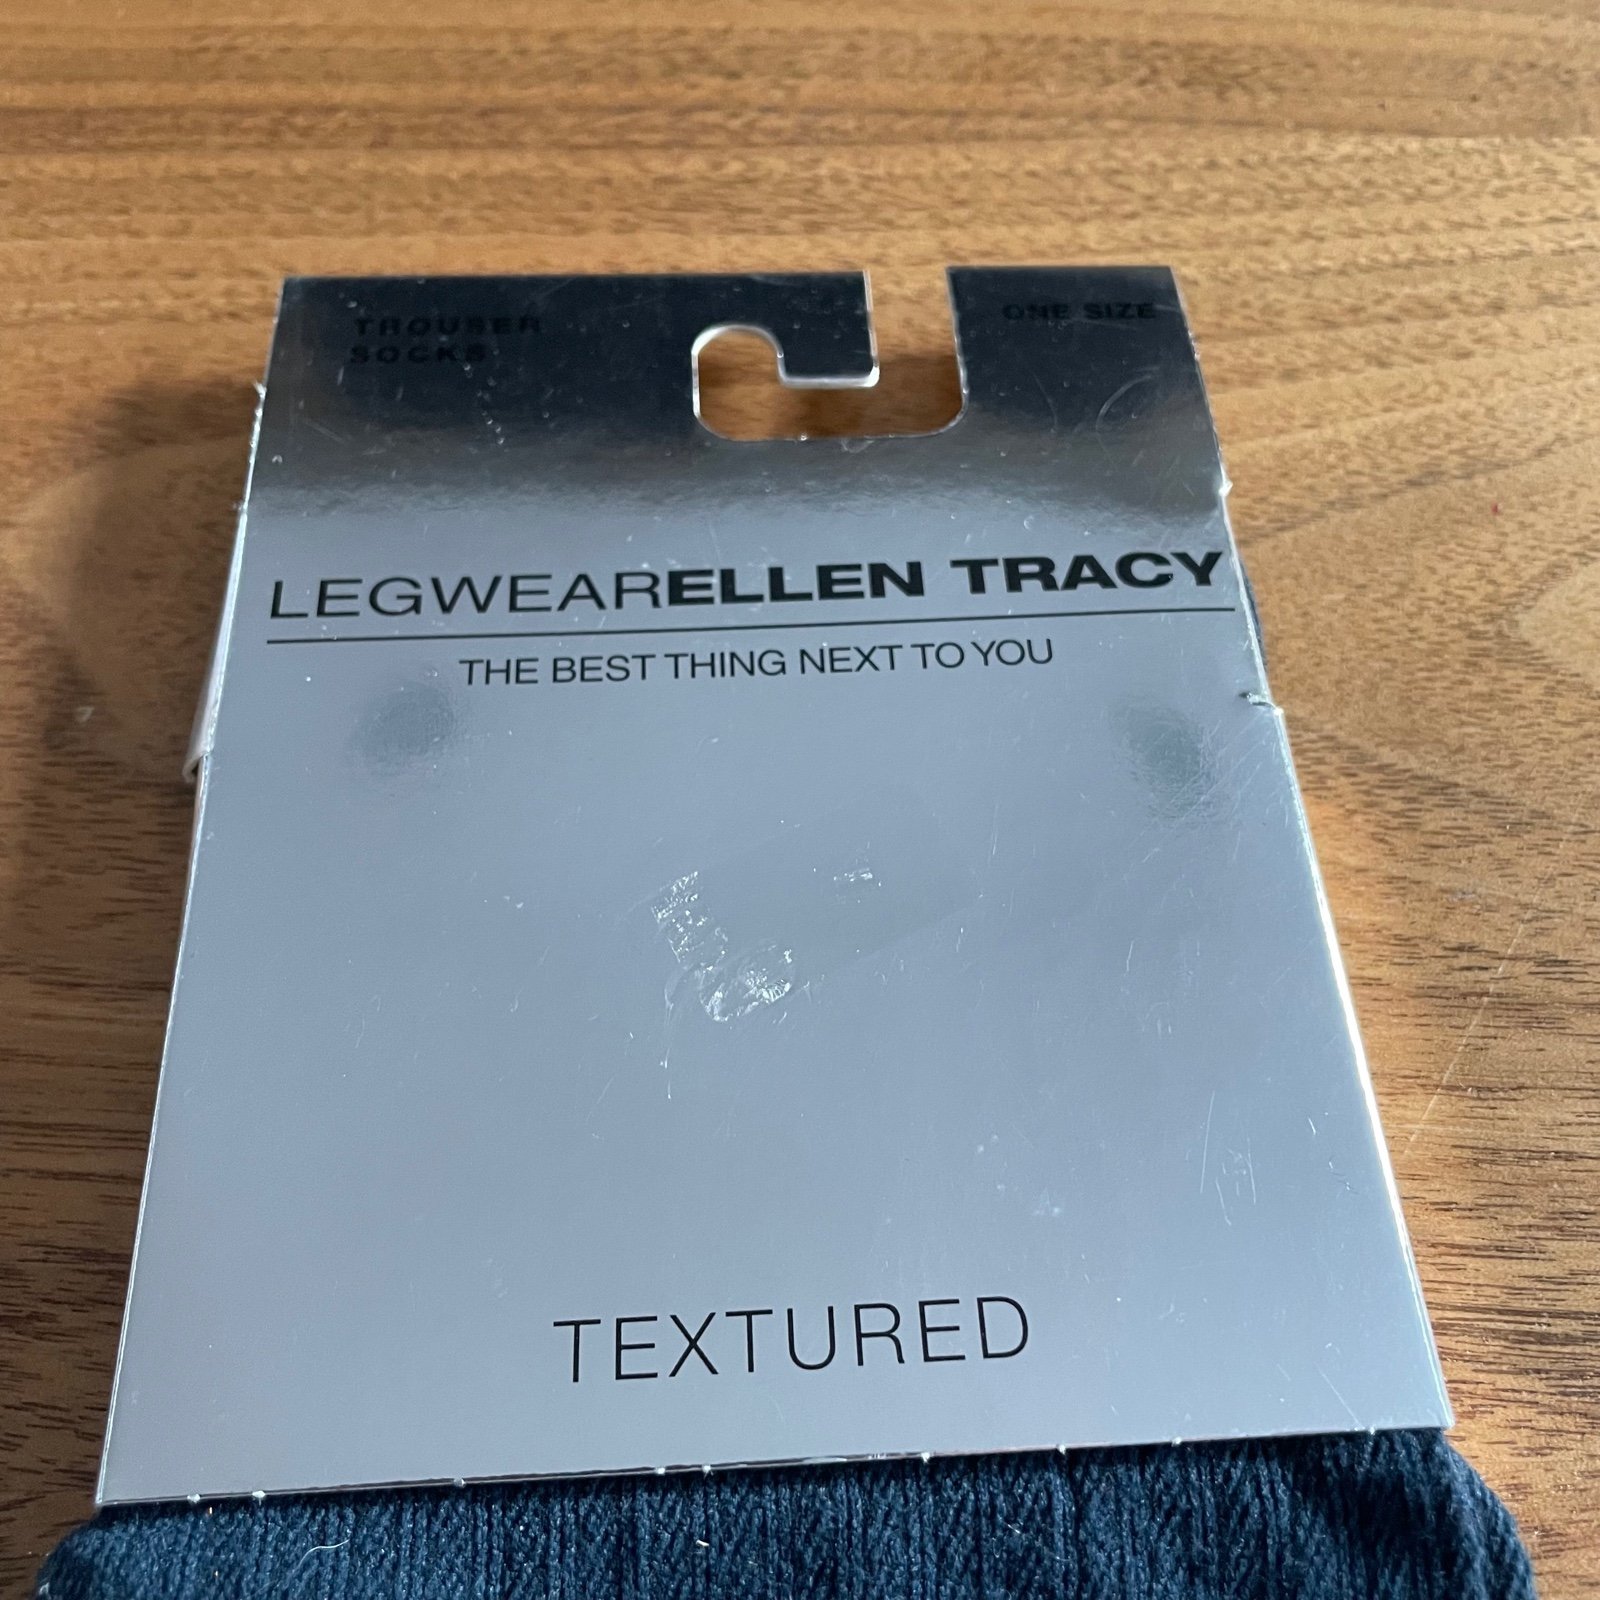 TROUSER
SOCKS
ONE SIZE
LEGWEARELLEN TRACY
THE BEST THING NEXT TO YOU
TEXTURED